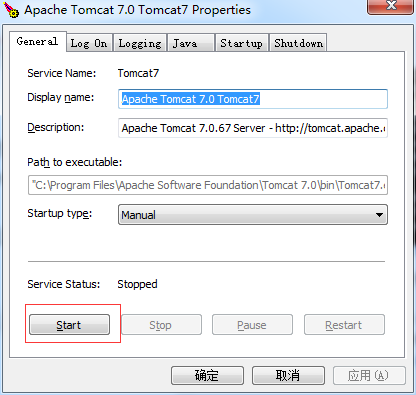 Apache Tomcat 7.0 Tomcat7 Properties
General Log On Logging Java Startup Shutdown
Service Name: Tomcat7
Display name: Apache Tomcat 7.0 Tomcat7
Description: Apache Tomcat 7.0.67 Server - http://tomcat.apache.o
Path to executable:
"C:\Program Files\Apache Software Foundation\Tomcat 7.0\bin\Tomcat7.e
Startup type: Manual
Service Status: Stopped
Start Stop Pause Restart
确定 取消 应用(A)